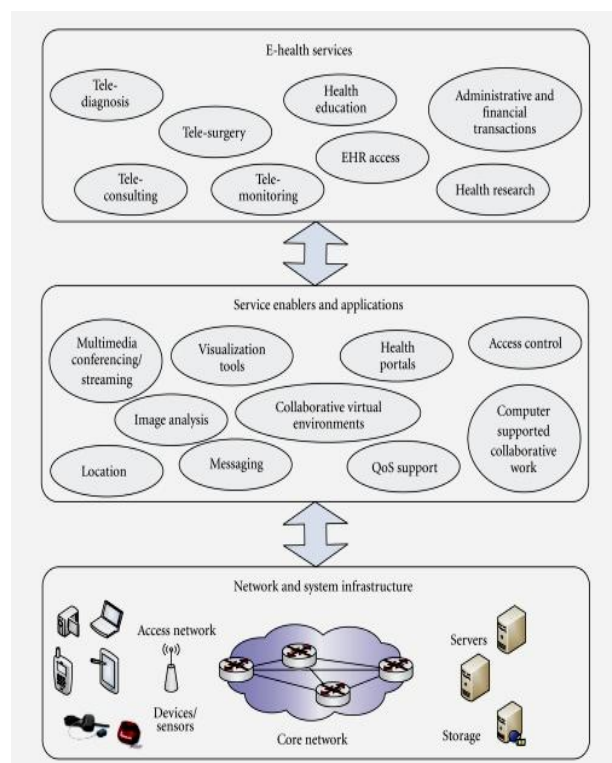 E-health services
Tele-
diagnosis
Health
education
Administrative and
financial
transactions
Tele-surgery
EHR access
Tele-
consulting
Tele-
monitoring
Health research
Service enablers and applications
Multimedia
conferencing/
streaming
Visualization
tools
Health
portals
Access control
Image analysis
Collaborative virtual
environments
Computer
supported
collaborative
work
Location
Messaging
QoS support
Network and system infrastructure
Access network
Servers
Devices/
sensors
Core network
Storage